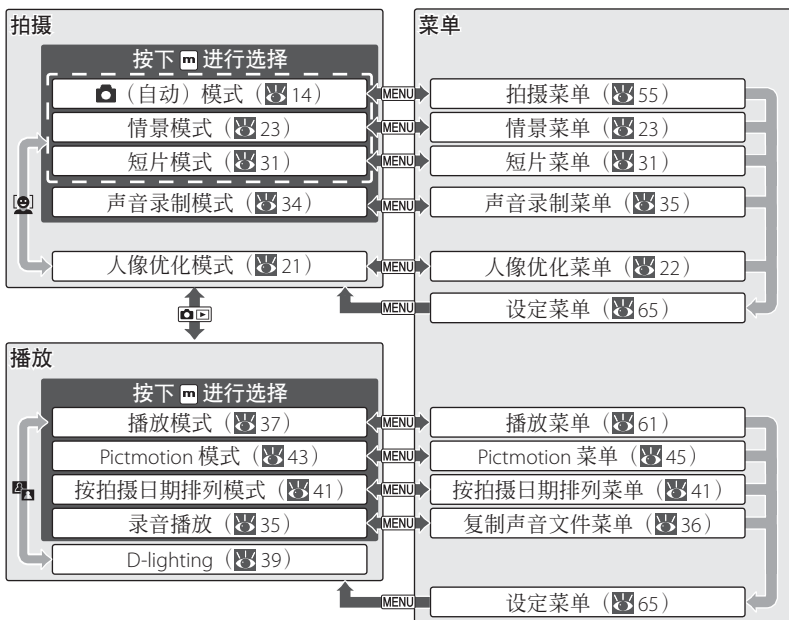 拍摄
按下 m 进行选择
（自动）模式（14）
情景模式（23）
短片模式（31）
声音录制模式（34）
人像优化模式（21）
菜单
MENU 拍摄菜单（55）
MENU 情景菜单（23）
MENU 短片菜单（31）
MENU 声音录制菜单（35）
MENU 人像优化菜单（22）
MENU 设定菜单（65）
播放
按下 m 进行选择
播放模式（37）
Pictmotion 模式（43）
按拍摄日期排列模式（41）
录音播放（35）
D-lighting（39）
MENU 播放菜单（61）
MENU Pictmotion 菜单（45）
MENU 按拍摄日期排列菜单（41）
MENU 复制声音文件菜单（36）
MENU 设定菜单（65）